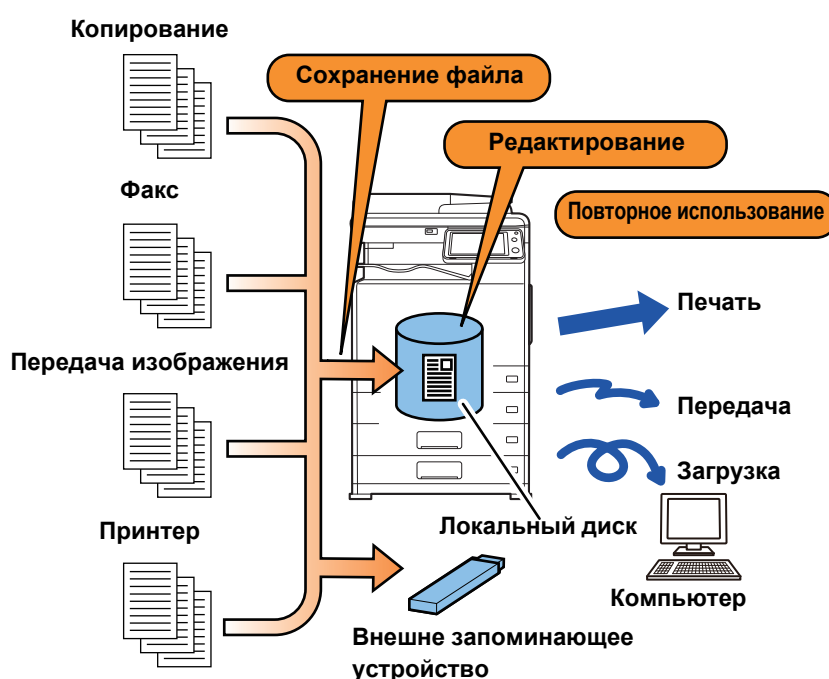 Копирование
Сохранение файла
Редактирование
Факс
Повторное использование
Печать
Передача изображения
Передача
Загрузка
Принтер
Локальный диск
Компьютер
Внешне запоминающее
устройство